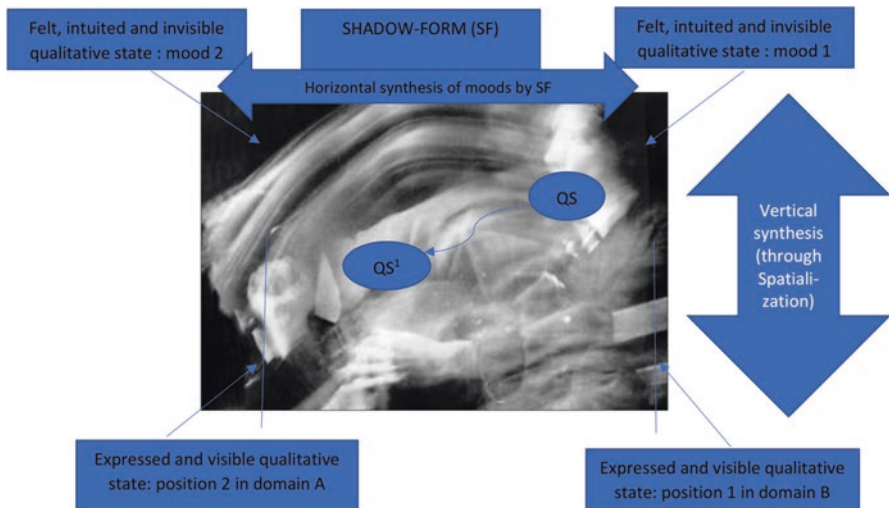 Felt, intuited and invisible
qualitative state : mood 2
SHADOW-FORM (SF)
Felt, intuited and invisible
qualitative state : mood 1
Horizontal synthesis of moods by SF
QS
QS¹
Vertical
synthesis
(through
Spatiali-
zation)
Expressed and visible qualitative
state: position 2 in domain A
Expressed and visible qualitative
state: position 1 in domain B